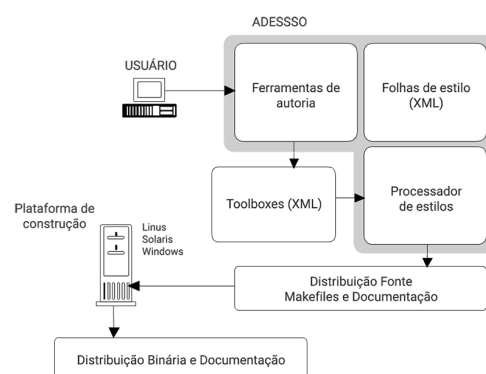 ADESSSO
USUÁRIO
Ferramentas de
autoria
Folhas de estilo
(XML)
Toolboxes (XML)
Processador
de estilos
Plataforma de
construção
Linus
Solaris
Windows
Distribuição Fonte
Makefiles e Documentação
Distribuição Binária e Documentação